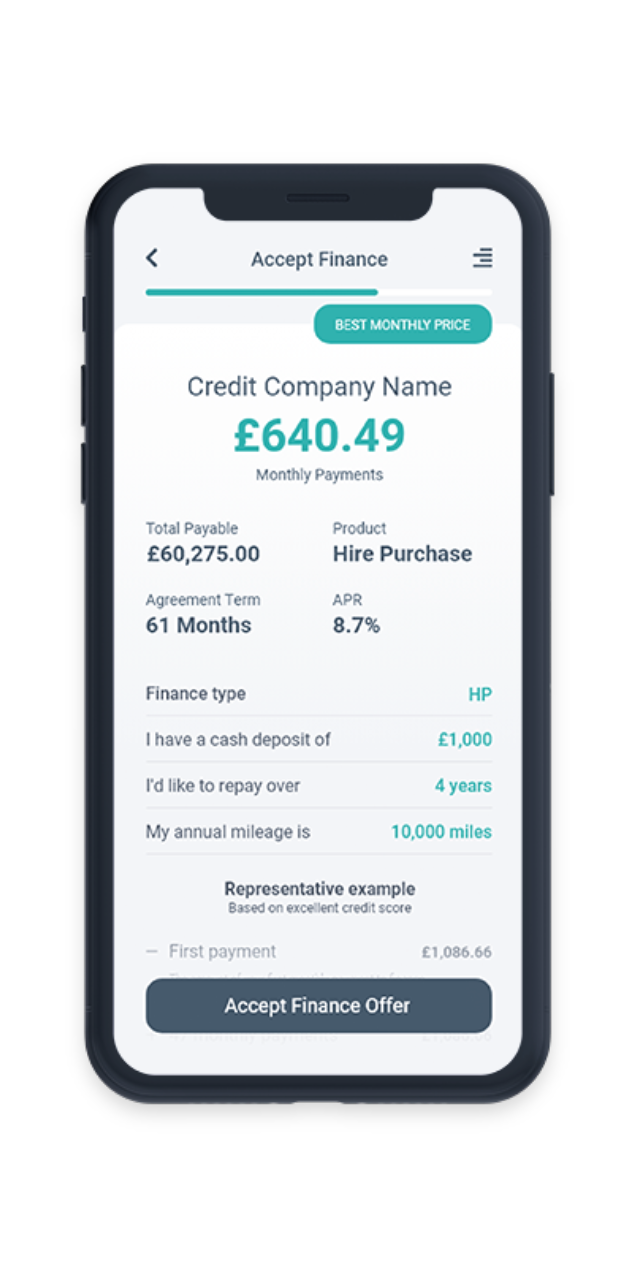 Accept Finance
BEST MONTHLY PRICE
Credit Company Name
£640.49
Monthly Payments
Total Payable
Product
£60,275.00
Hire Purchase
Agreement Term
APR
61 Months
8.7%
Finance type
HP
I have a cash deposit of
£1,000
I'd like to repay over
4 years
My annual mileage is
10,000 miles
Representative example
Based on excellent credit score
– First payment
£1,086.66
Accept Finance Offer